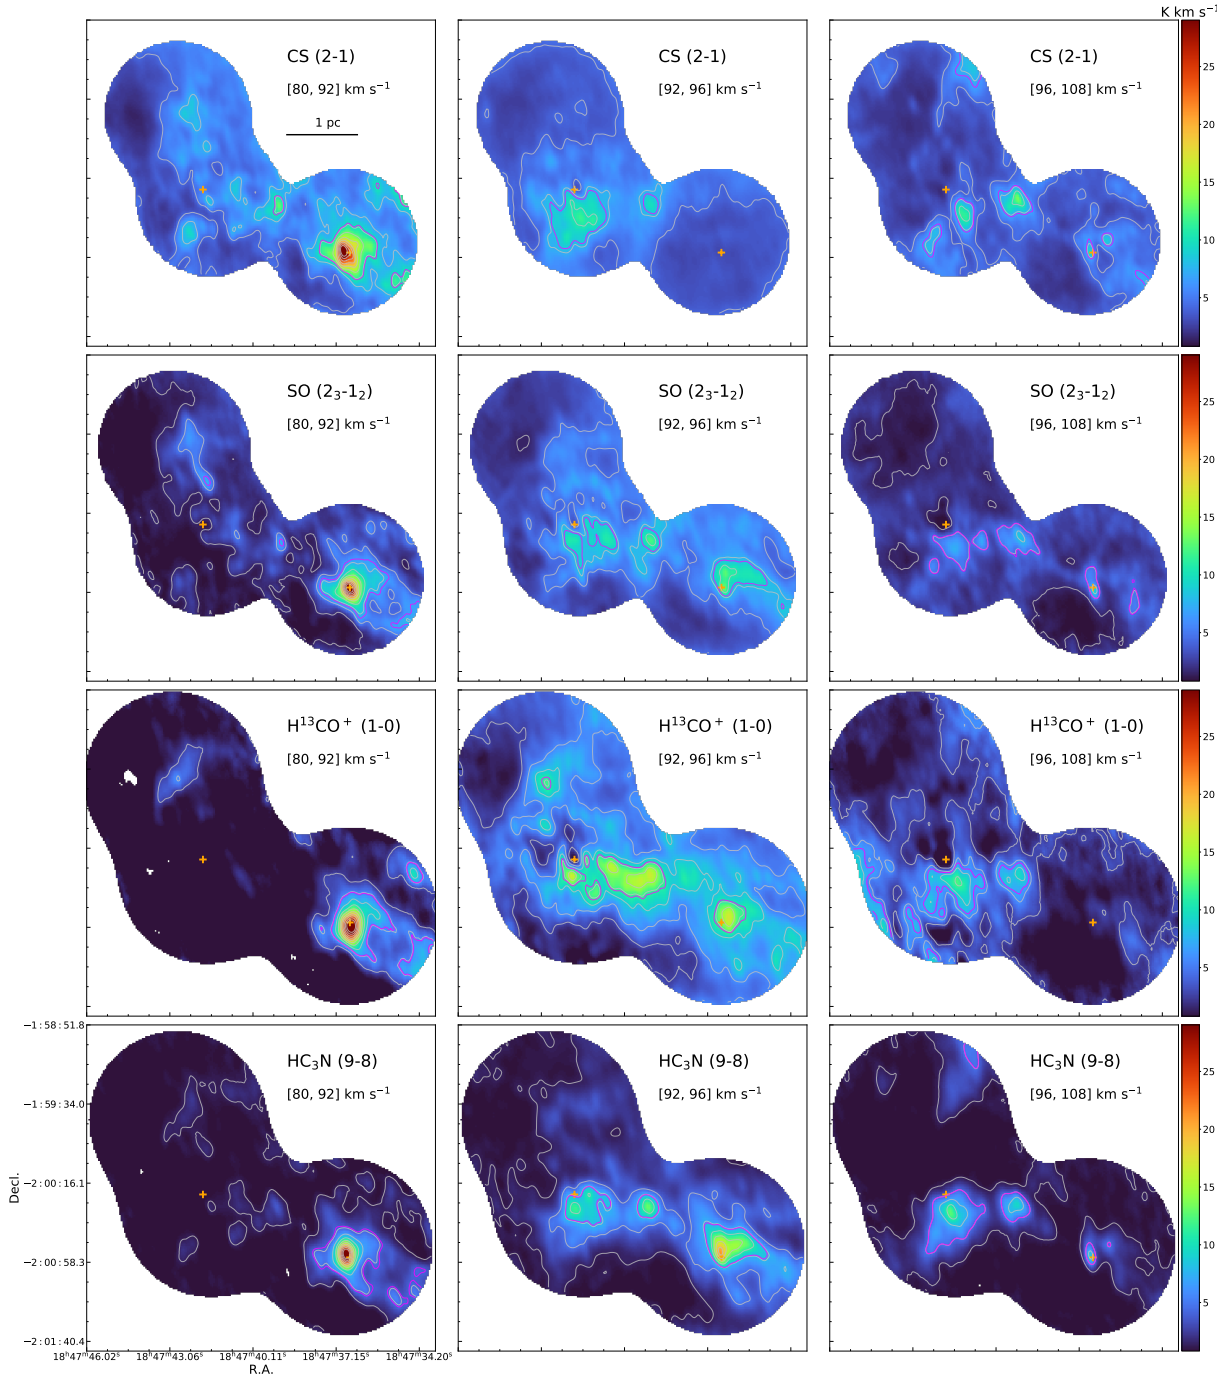 K km s⁻¹
CS (2-1)
[80, 92] km s⁻¹
1 pc
CS (2-1)
[92, 96] km s⁻¹
CS (2-1)
[96, 108] km s⁻¹
25
20
15
10
5
SO (2₃-1₂)
[80, 92] km s⁻¹
SO (2₃-1₂)
[92, 96] km s⁻¹
SO (2₃-1₂)
[96, 108] km s⁻¹
25
20
15
10
5
H¹³CO⁺ (1-0)
[80, 92] km s⁻¹
H¹³CO⁺ (1-0)
[92, 96] km s⁻¹
H¹³CO⁺ (1-0)
[96, 108] km s⁻¹
25
20
15
10
5
HC₃N (9-8)
[80, 92] km s⁻¹
HC₃N (9-8)
[92, 96] km s⁻¹
HC₃N (9-8)
[96, 108] km s⁻¹
25
20
15
10
5
−1:58:51.8
−1:59:34.0
−2:00:16.1
−2:00:58.3
−2:01:40.4
Decl.
18ʰ47ᵐ46.02ˢ 18ʰ47ᵐ43.06ˢ 18ʰ47ᵐ40.11ˢ 18ʰ47ᵐ37.15ˢ 18ʰ47ᵐ34.20ˢ
R.A.